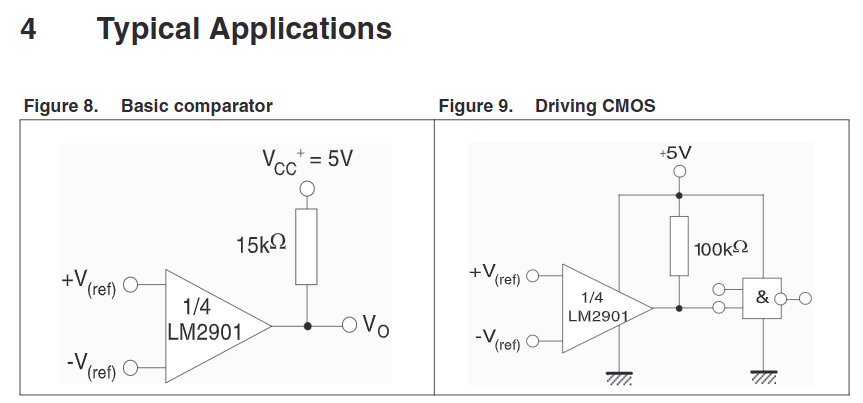 4 Typical Applications
Figure 8. Basic comparator
VCC+ = 5V
15kΩ
+V(ref)
1/4
LM2901
VO
-V(ref)
Figure 9. Driving CMOS
+5V
100kΩ
+V(ref)
1/4
LM2901
&
-V(ref)